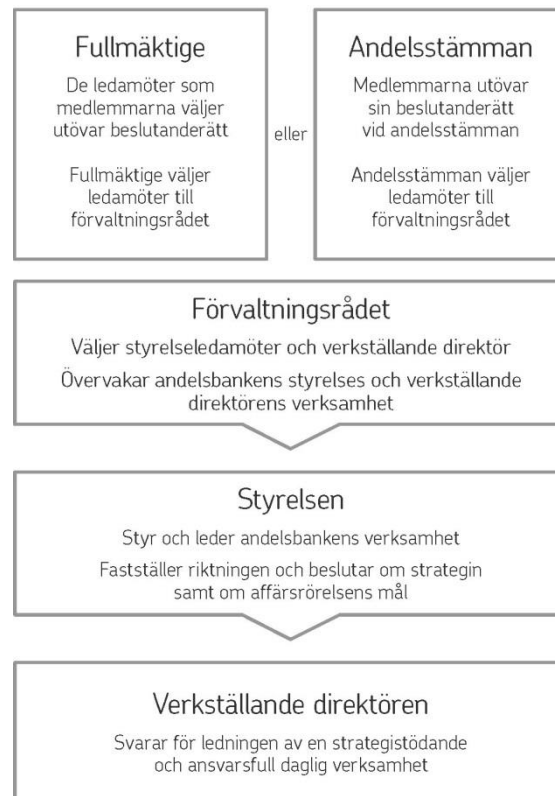 Fullmäktige
De ledamöter som
medlemmarna väljer
utövar beslutanderätt
Fullmäktige väljer
ledamöter till
förvaltningsrådet
eller
Andelsstämman
Medlemmarna utövar
sin beslutanderätt
vid andelsstämman
Andelsstämman väljer
ledamöter till
förvaltningsrådet
Förvaltningsrådet
Väljer styrelseledamöter och verkställande direktör
Övervakar andelsbankens styrelses och verkställande
direktörens verksamhet
Styrelsen
Styr och leder andelsbankens verksamhet
Fastställer riktningen och beslutar om strategin
samt om affärsrörelsens mål
Verkställande direktören
Svarar för ledningen av en strategistödande
och ansvarsfull daglig verksamhet